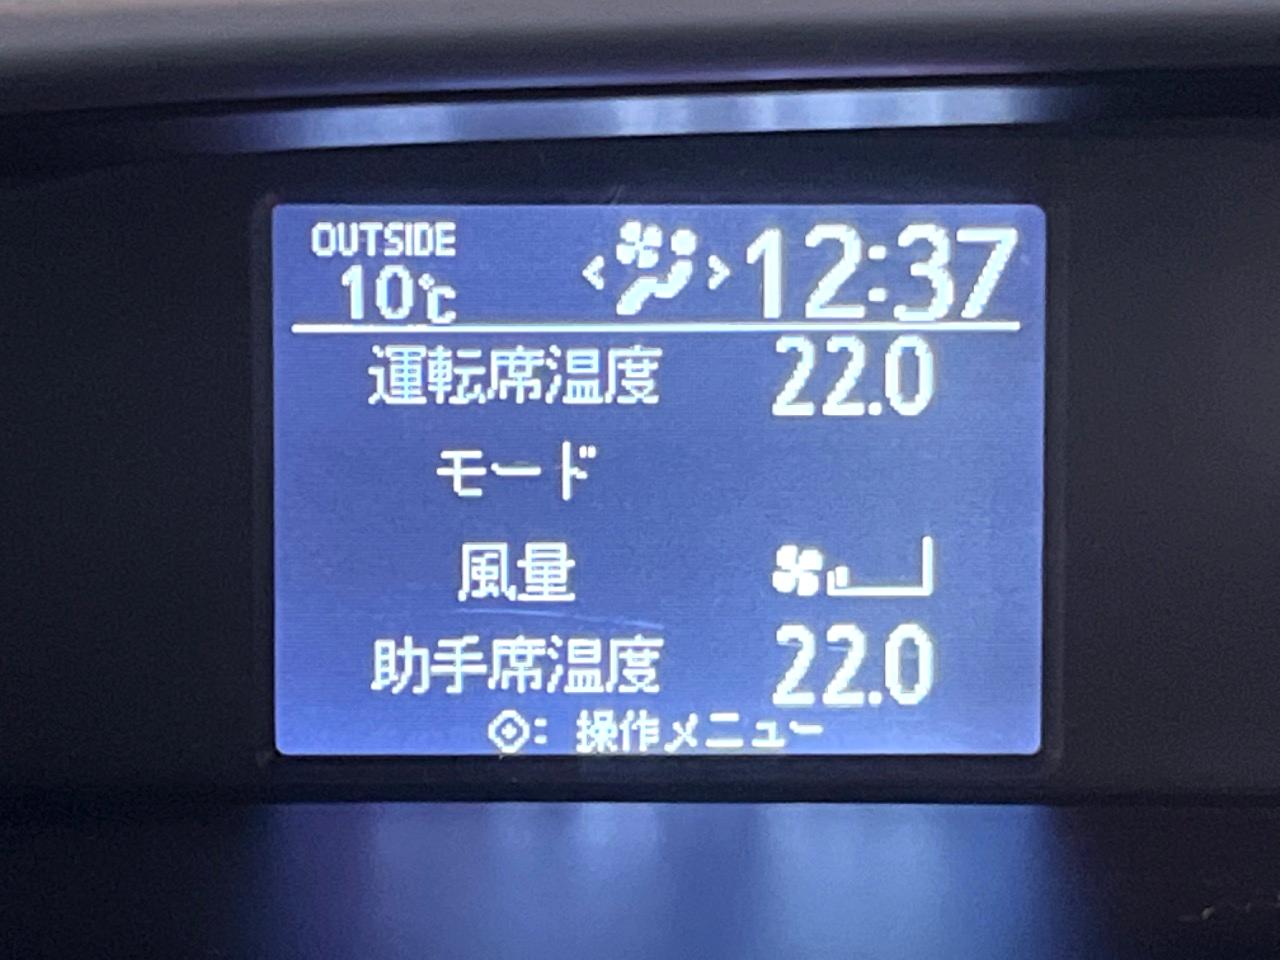 OUTSIDE
10℃
12:37
運転席温度 22.0
モード
風量
助手席温度 22.0
: 操作メニュー